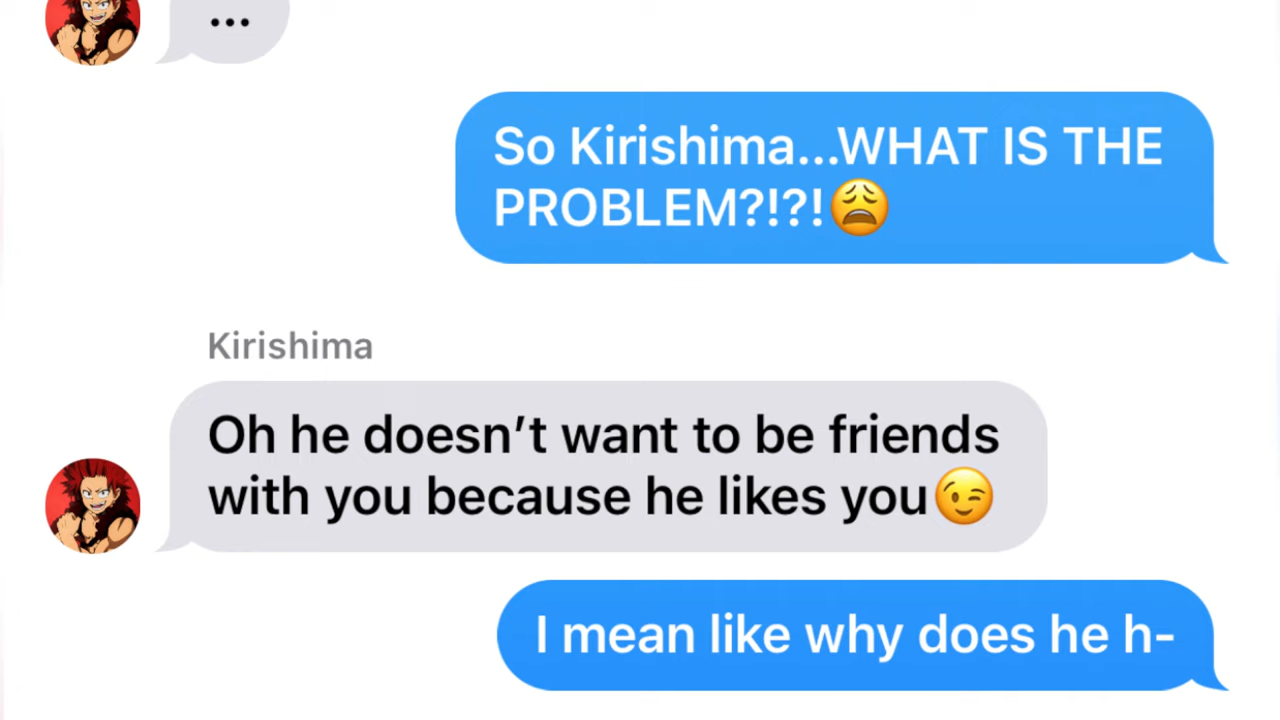 ...
So Kirishima...WHAT IS THE
PROBLEM?!?!😩
Kirishima
Oh he doesn’t want to be friends
with you because he likes you😉
I mean like why does he h-